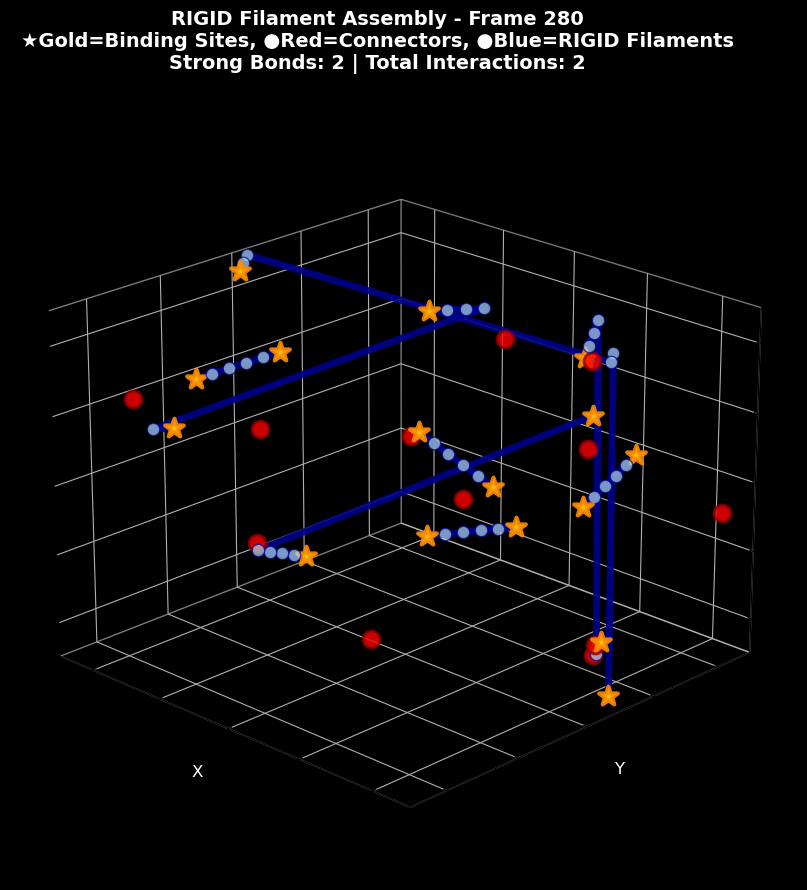 RIGID Filament Assembly - Frame 280
★Gold=Binding Sites, ●Red=Connectors, ●Blue=RIGID Filaments
Strong Bonds: 2 | Total Interactions: 2
X
Y